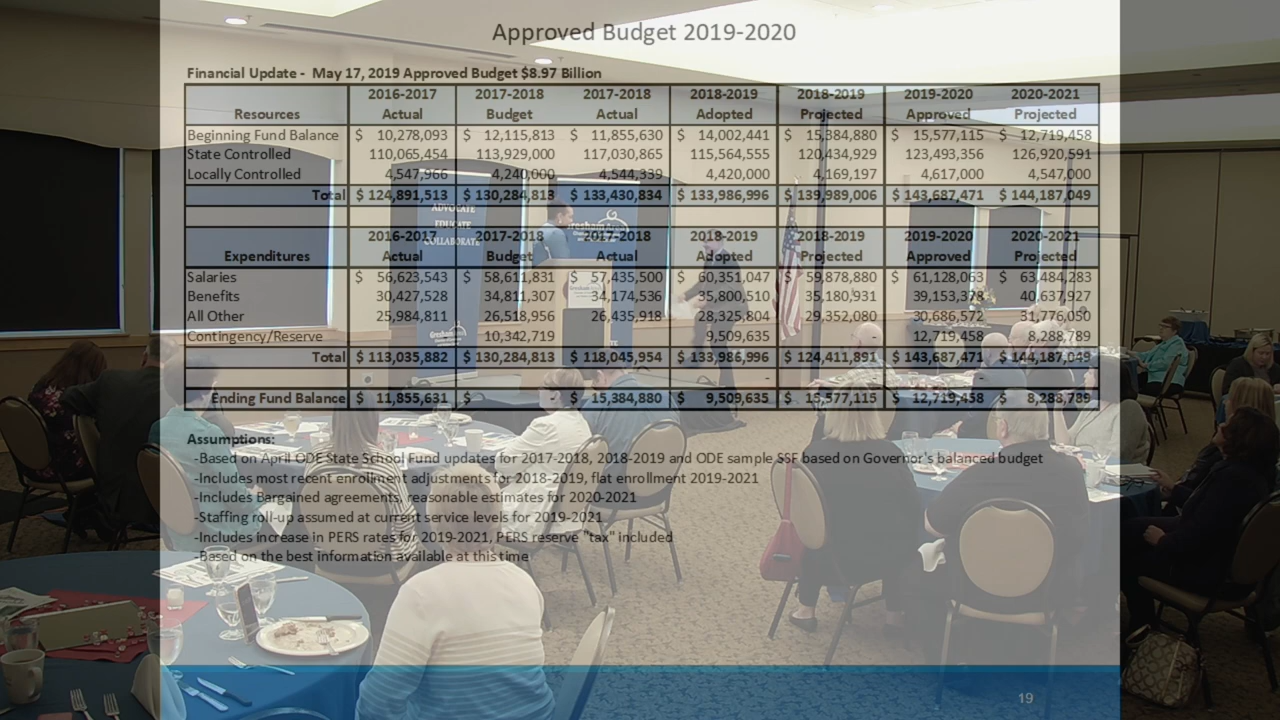 Approved Budget 2019-2020
Financial Update - May 17, 2019 Approved Budget $8.97 Billion
2016-2017 2017-2018 2017-2018 2018-2019 2018-2019 2019-2020 2020-2021
Resources Actual Budget Actual Adopted Projected Approved Projected
Beginning Fund Balance $ 10,278,093 $ 12,115,813 $ 11,855,630 $ 14,002,441 $ 15,384,880 $ 15,577,115 $ 12,719,458
State Controlled 110,065,454 113,929,000 117,030,865 115,564,555 120,434,929 123,493,356 126,920,591
Locally Controlled 4,547,966 4,240,000 4,544,339 4,420,000 4,169,197 4,617,000 4,547,000
Total $ 124,891,513 $ 130,284,813 $ 133,430,834 $ 133,986,996 $ 139,989,006 $ 143,687,471 $ 144,187,049
ADVOCATE
EDUCATE
COLLABORATE
2016-2017 2017-2018 2017-2018 2018-2019 2018-2019 2019-2020 2020-2021
Expenditures Actual Budget Actual Adopted Projected Approved Projected
Salaries $ 56,623,543 $ 58,611,831 $ 57,435,500 $ 60,351,047 $ 59,878,880 $ 61,128,063 $ 63,484,283
Benefits 30,427,528 34,811,307 34,174,536 35,800,510 35,180,931 39,153,378 40,637,927
All Other 25,984,811 26,518,956 26,435,918 28,325,804 29,352,080 30,686,572 31,776,050
Contingency/Reserve 10,342,719 9,509,635 - 12,719,458 8,288,789
Gresham
Total $ 113,035,882 $ 130,284,813 $ 118,045,954 $ 133,986,996 $ 124,411,891 $ 143,687,471 $ 144,187,049
Ending Fund Balance $ 11,855,631 $ - $ 15,384,880 $ 9,509,635 $ 15,577,115 $ 12,719,458 $ 8,288,789
Assumptions:
-Based on April ODE State School Fund updates for 2017-2018, 2018-2019 and ODE sample SSF based on Governor's balanced budget
-Includes most recent enrollment adjustments for 2018-2019, flat enrollment 2019-2021
-Includes Bargained agreements, reasonable estimates for 2020-2021
-Staffing roll-up assumed at current service levels for 2019-2021
-Includes increase in PERS rates for 2019-2021, PERS reserve "tax" included
-Based on the best information available at this time
19